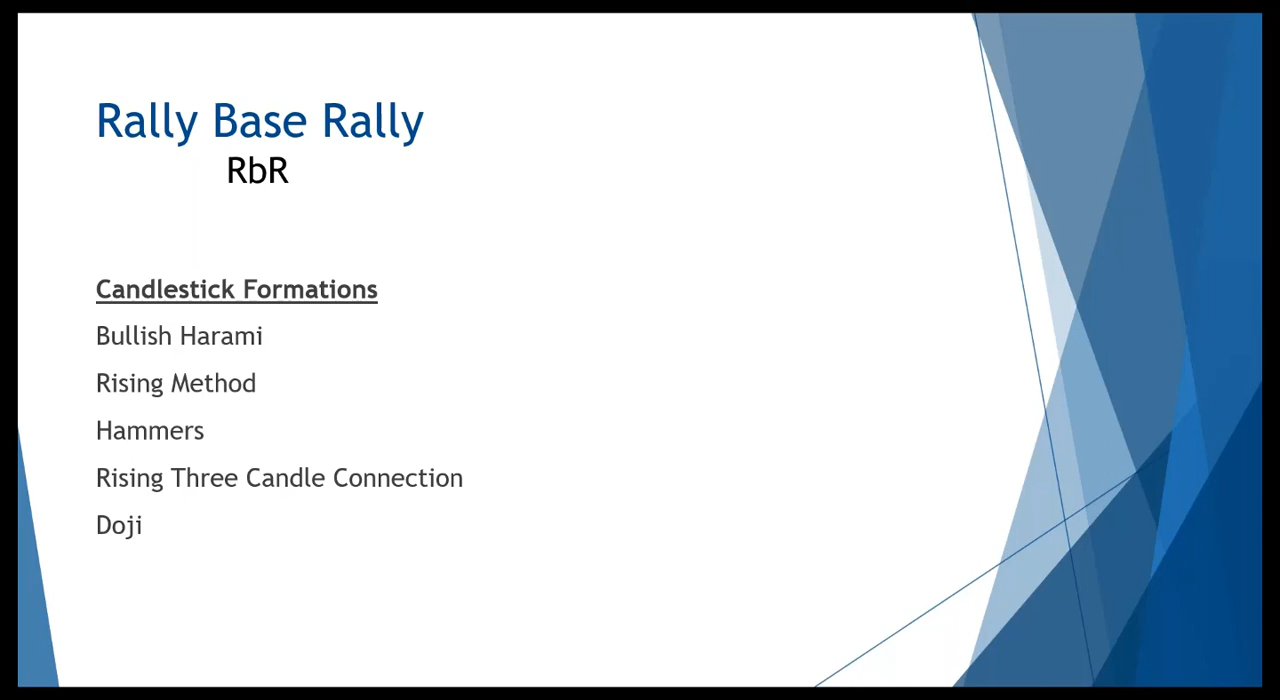 Rally Base Rally
RbR
Candlestick Formations
Bullish Harami
Rising Method
Hammers
Rising Three Candle Connection
Doji